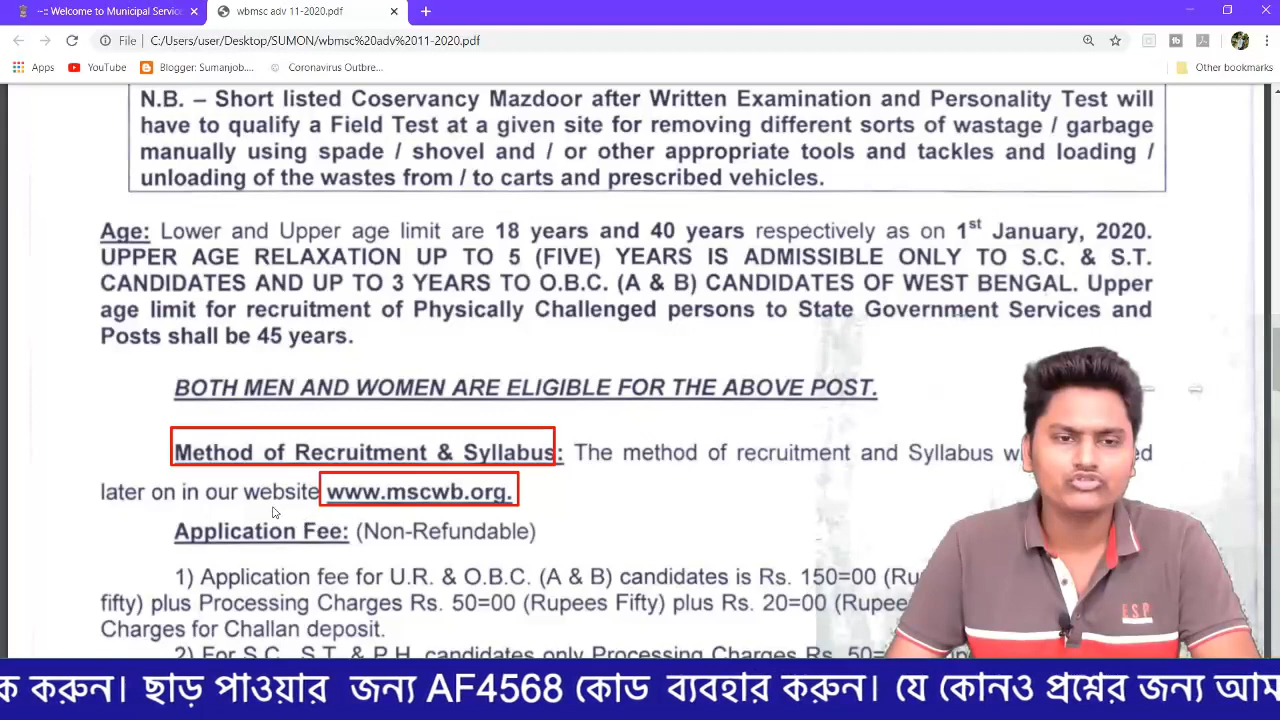 -:: Welcome to Municipal Service
wbmsc adv 11-2020.pdf
File
C:/Users/user/Desktop/SUMON/wbmsc%20adv%2011-2020.pdf
Apps
YouTube
Blogger: Sumanjob....
Coronavirus Outbre...
Other bookmarks
N.B. – Short listed Coservancy Mazdoor after Written Examination and Personality Test will
have to qualify a Field Test at a given site for removing different sorts of wastage / garbage
manually using spade / shovel and / or other appropriate tools and tackles and loading /
unloading of the wastes from / to carts and prescribed vehicles.
Age: Lower and Upper age limit are 18 years and 40 years respectively as on 1st January, 2020.
UPPER AGE RELAXATION UP TO 5 (FIVE) YEARS IS ADMISSIBLE ONLY TO S.C. & S.T.
CANDIDATES AND UP TO 3 YEARS TO O.B.C. (A & B) CANDIDATES OF WEST BENGAL. Upper
age limit for recruitment of Physically Challenged persons to State Government Services and
Posts shall be 45 years.
BOTH MEN AND WOMEN ARE ELIGIBLE FOR THE ABOVE POST.
Method of Recruitment & Syllabus: The method of recruitment and Syllabus
later on in our website www.mscwb.org.
Application Fee: (Non-Refundable)
1) Application fee for U.R. & O.B.C. (A & B) candidates is Rs. 150=00
fifty) plus Processing Charges Rs. 50=00 (Rupees Fifty) plus Rs. 20=00 (Rupee
Charges for Challan deposit.
2) For S.C., S.T. & P.H. candidates only Processing Charges Rs.
E.S.P
ক করুন। ছাড় পাওয়ার জন্য AF4568 কোড ব্যবহার করুন। যে কোনও প্রশ্নের জন্য আম